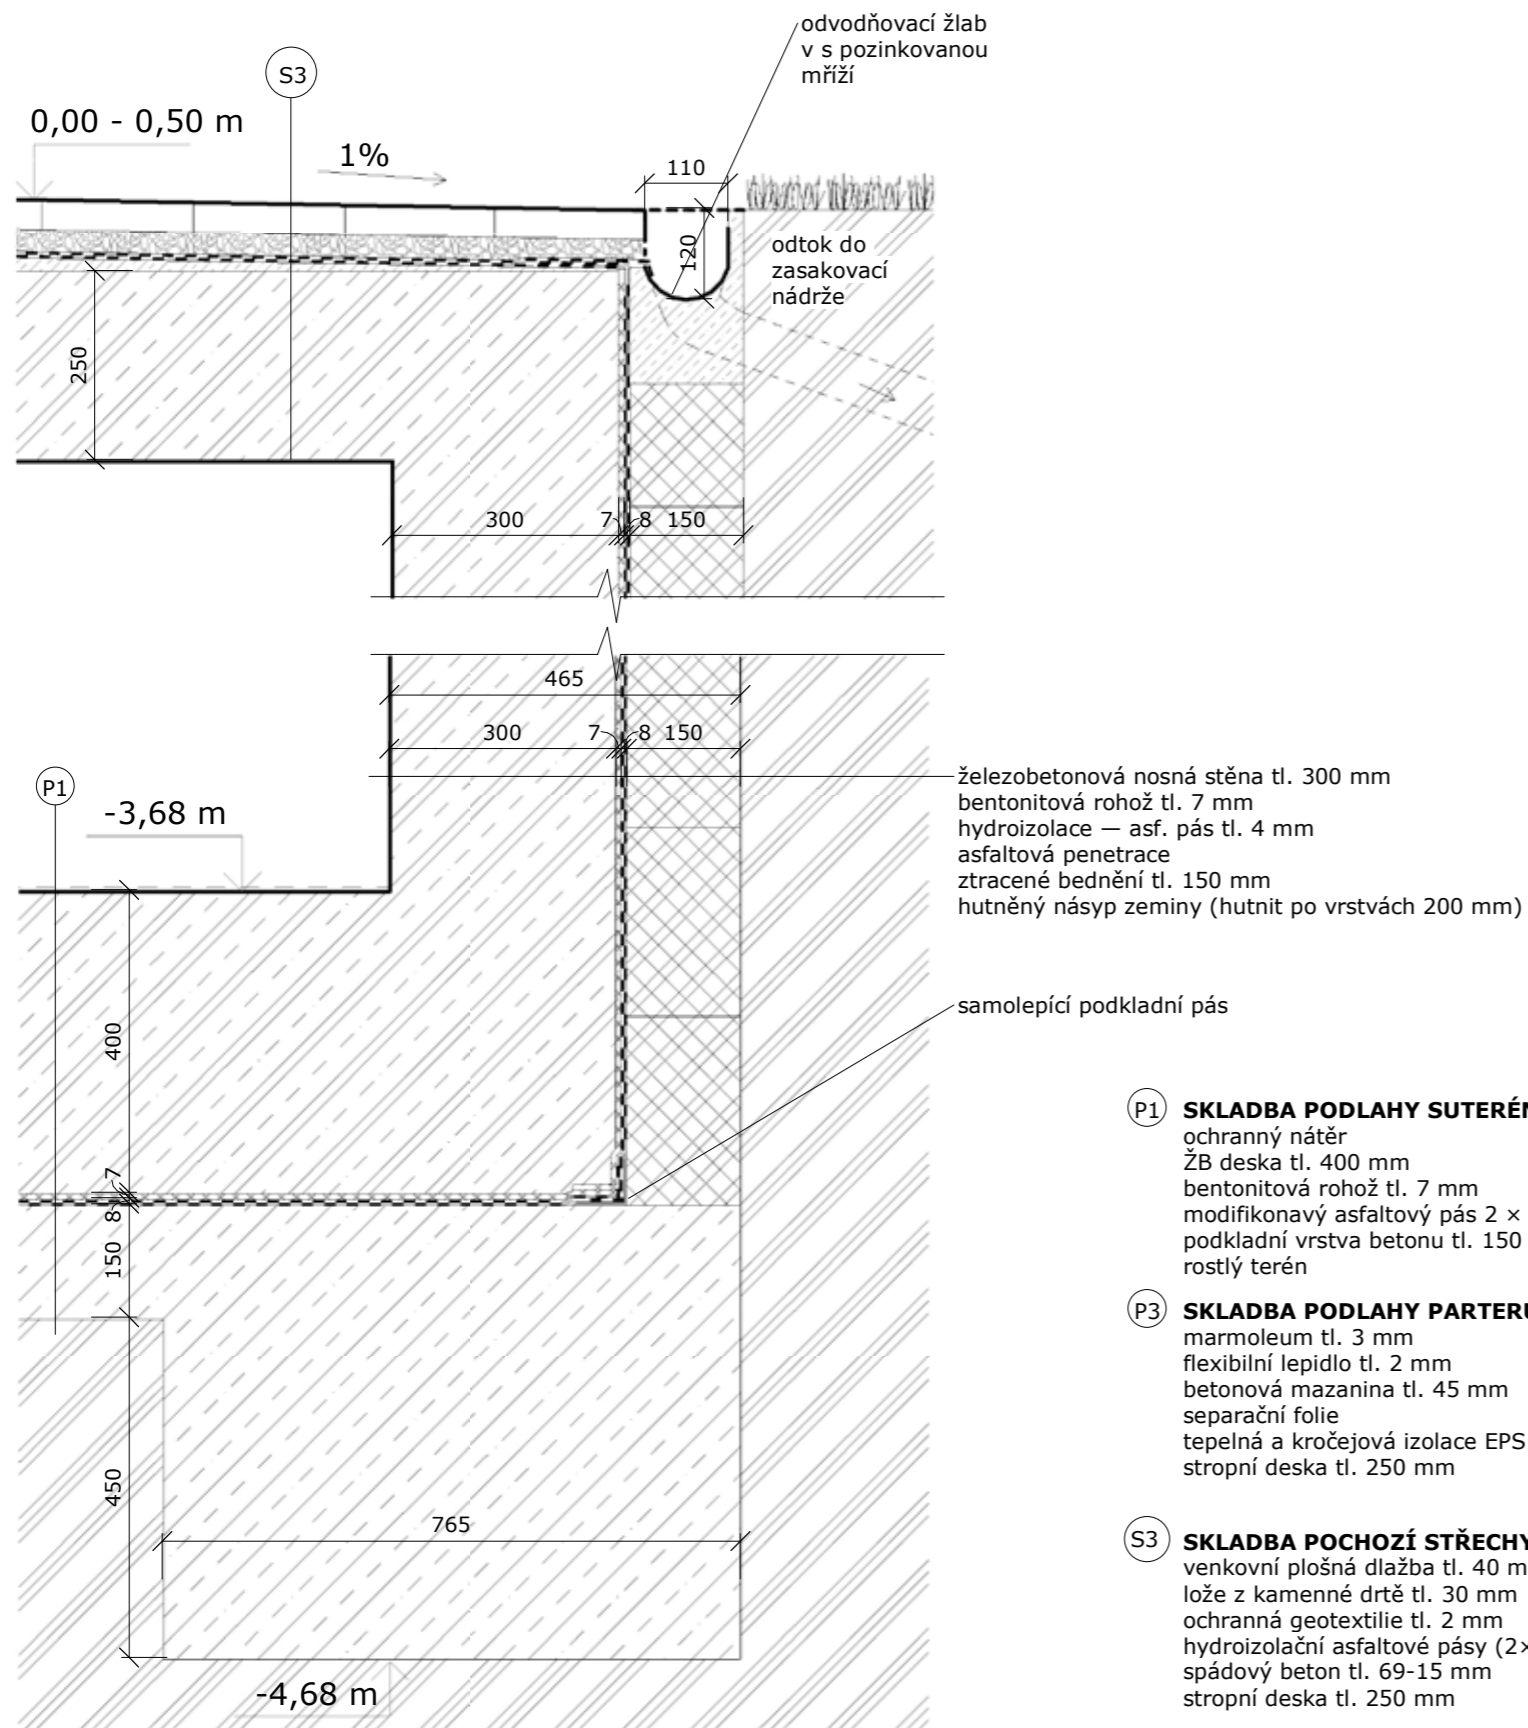 odvodňovací žlab
v s pozinkovanou
mříží
S3
0,00 - 0,50 m
1%
110
120
odtok do
zasakovací
nádrže
250
300 7 8 150
465
300 7 8 150
P1
-3,68 m
železobetonová nosná stěna tl. 300 mm
bentonitová rohož tl. 7 mm
hydroizolace — asf. pás tl. 4 mm
asfaltová penetrace
ztracené bednění tl. 150 mm
hutněný násyp zeminy (hutnit po vrstvách 200 mm)
400
samolepící podkladní pás
7
8
150
450
765
-4,68 m
P1 SKLADBA PODLAHY SUTERÉN
ochranný nátěr
ŽB deska tl. 400 mm
bentonitová rohož tl. 7 mm
modifikonavý asfaltový pás 2 ×
podkladní vrstva betonu tl. 150
rostlý terén
P3 SKLADBA PODLAHY PARTERU
marmoleum tl. 3 mm
flexibilní lepidlo tl. 2 mm
betonová mazanina tl. 45 mm
separační folie
tepelná a kročejová izolace EPS
stropní deska tl. 250 mm
S3 SKLADBA POCHOZÍ STŘECHY
venkovní plošná dlažba tl. 40 m
lože z kamenné drtě tl. 30 mm
ochranná geotextilie tl. 2 mm
hydroizolační asfaltové pásy (2×
spádový beton tl. 69-15 mm
stropní deska tl. 250 mm